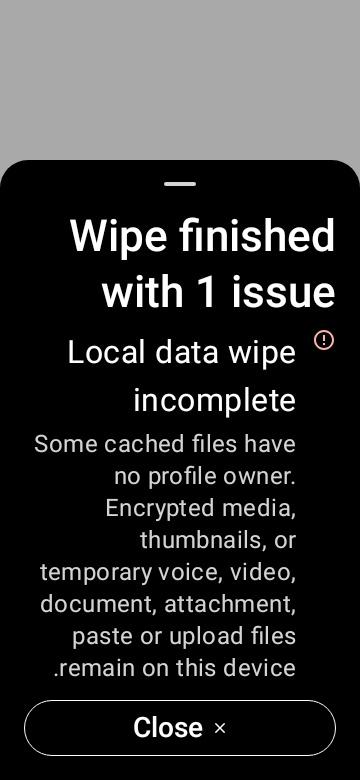 Wipe finished
with 1 issue
Local data wipe
incomplete
Some cached files have
no profile owner.
Encrypted media,
thumbnails, or
temporary voice, video,
document, attachment,
paste or upload files
.remain on this device
Close ×